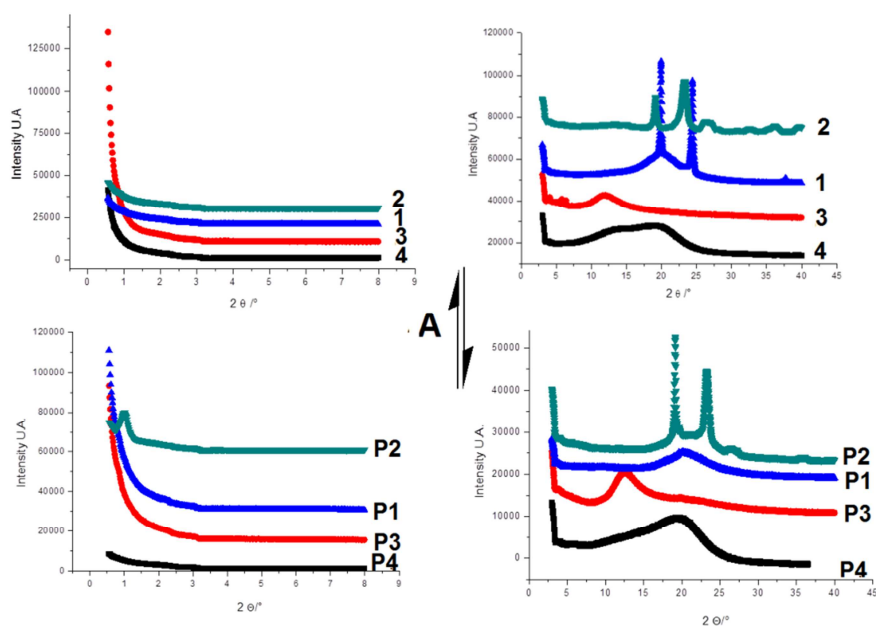 125000
100000
75000
50000
25000
0
Intensity U.A
2
1
3
4
0 1 2 3 4 5 6 7 8 9
2 θ /°
120000
100000
80000
60000
40000
20000
Intensity U.A
2
1
3
4
0 5 10 15 20 25 30 35 40 45
2 θ /°
A
120000
100000
80000
60000
40000
20000
0
Intensity U.A.
P2
P1
P3
P4
0 1 2 3 4 5 6 7 8 9
2 Θ/°
50000
40000
30000
20000
10000
0
Intensity U.A.
P2
P1
P3
P4
0 5 10 15 20 25 30 35 40 45
2 Θ/°